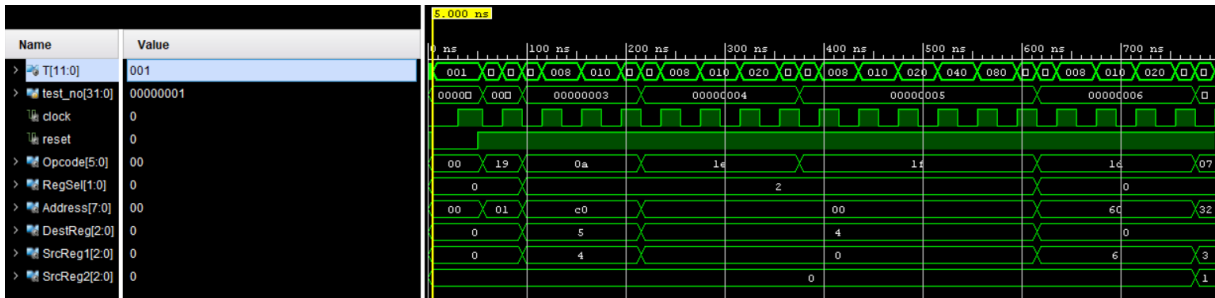 5.000 ns
Name Value
0 ns 100 ns 200 ns 300 ns 400 ns 500 ns 600 ns 700 ns
T[11:0] 001 001 008 010 008 010 020 008 010 020 040 080 008 010 020
test_no[31:0] 00000001 0000 00 00000003 00000004 00000005 00000006
clock 0
reset 0
Opcode[5:0] 00 00 19 0a 1e 1f 1d 07
RegSel[1:0] 0 0 2 0
Address[7:0] 00 00 01 c0 00 60 32
DestReg[2:0] 0 0 5 4 0
SrcReg1[2:0] 0 0 4 0 6 3
SrcReg2[2:0] 0 0 1